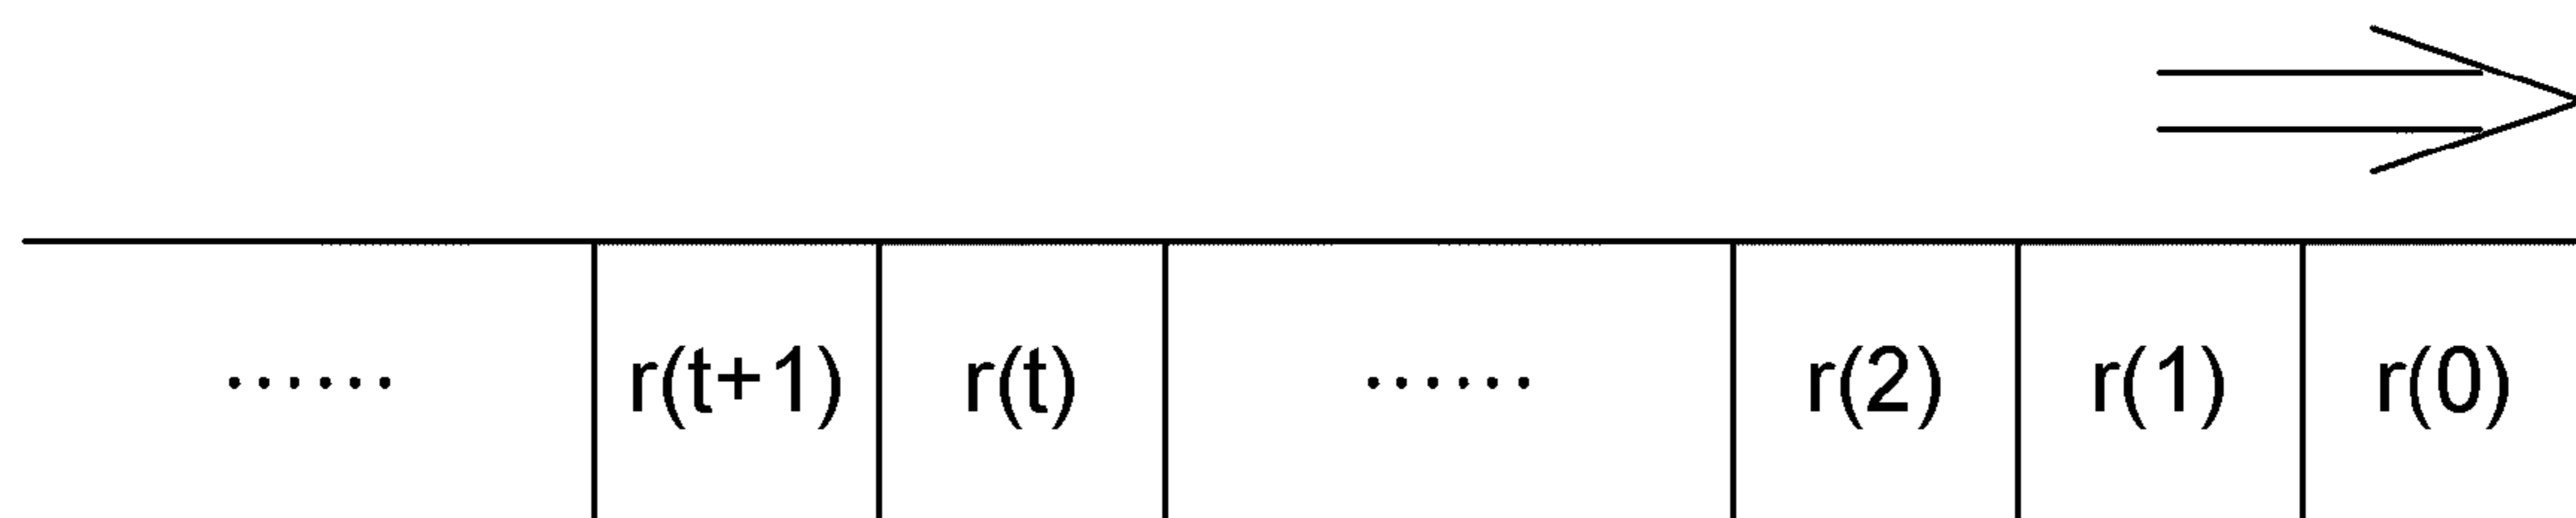 ...... r(t+1) r(t) ...... r(2) r(1) r(0)